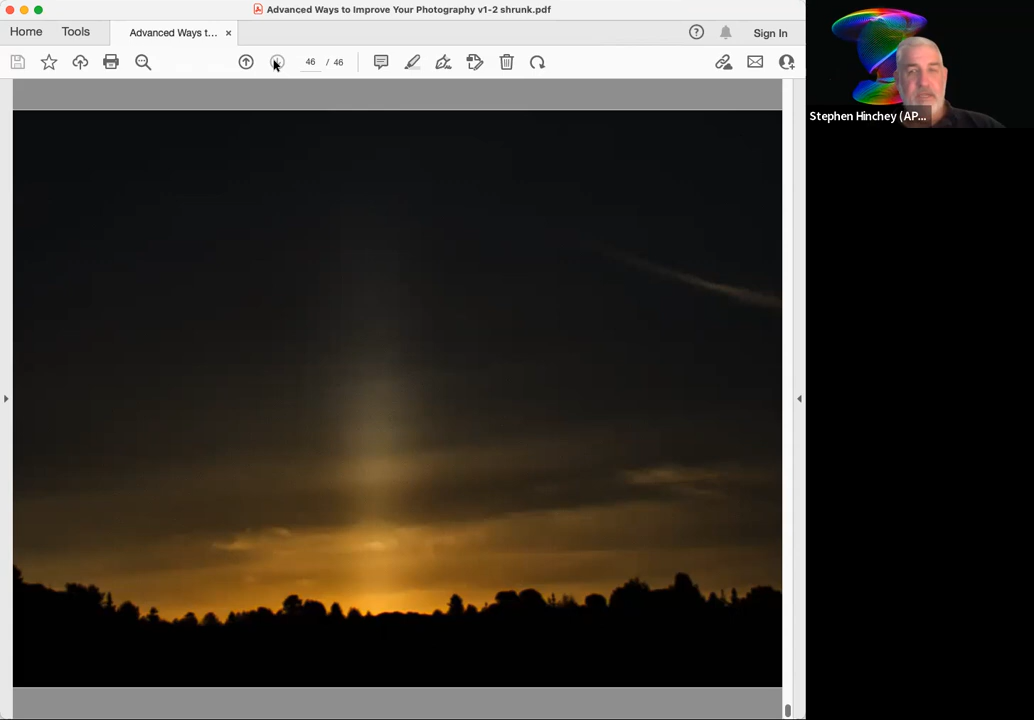 Advanced Ways to Improve Your Photography v1-2 shrunk.pdf
Home
Tools
Advanced Ways t... ×
Sign In
46 / 46
Stephen Hinchey (AP...